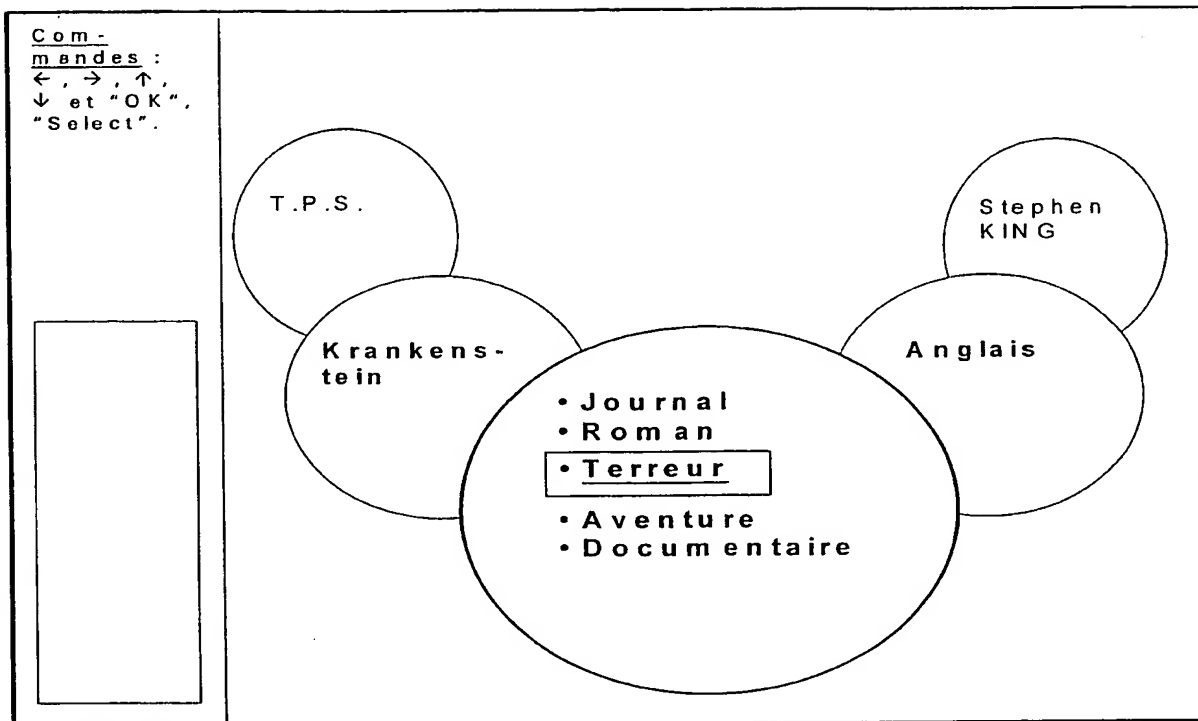 Com-
mandes :
←, →, ↑,
↓ et "OK",
"Select".
T.P.S.
Stephen
KING
Krankens-
tein
Anglais
• Journal
• Roman
• Terreur
• Aventure
• Documentaire